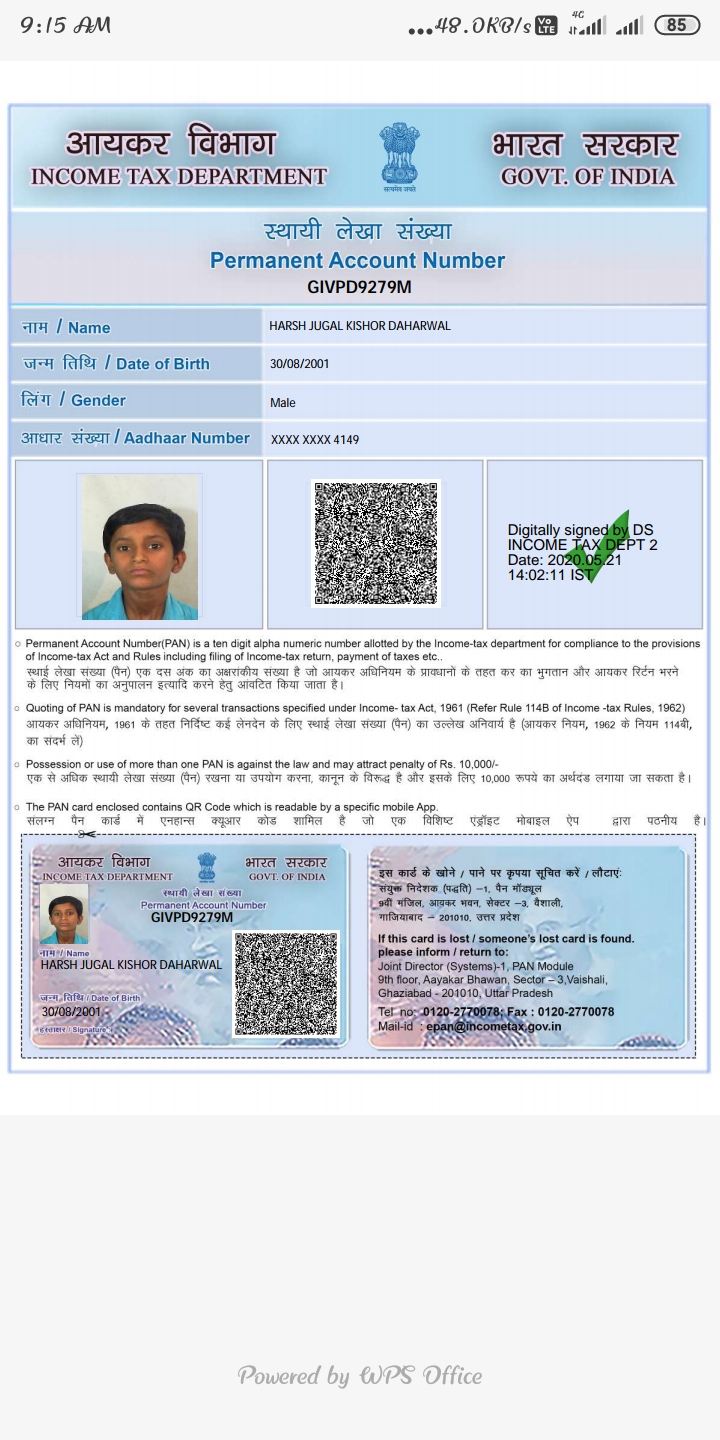 9:15 AM
...48.0KB/s Vo LTE 4G 85
आयकर विभाग
INCOME TAX DEPARTMENT
सत्यमेव जयते
भारत सरकार
GOVT. OF INDIA
स्थायी लेखा संख्या
Permanent Account Number
GIVPD9279M
नाम / Name
HARSH JUGAL KISHOR DAHARWAL
जन्म तिथि / Date of Birth
30/08/2001
लिंग / Gender
Male
आधार संख्या / Aadhaar Number
XXXX XXXX 4149
Digitally signed by DS
INCOME TAX DEPT 2
Date: 2020.05.21
14:02:11 IST
Permanent Account Number(PAN) is a ten digit alpha numeric number allotted by the Income-tax department for compliance to the provisions
of Income-tax Act and Rules including filing of Income-tax return, payment of taxes etc..
स्थाई लेखा संख्या (पैन) एक दस अंक का अक्षरांकीय संख्या है जो आयकर अधिनियम के प्रावधानों के तहत कर का भुगतान और आयकर रिर्टन भरने
के लिए नियमों का अनुपालन इत्यादि करने हेतु आवंटित किया जाता है।
Quoting of PAN is mandatory for several transactions specified under Income- tax Act, 1961 (Refer Rule 114B of Income -tax Rules, 1962)
आयकर अधिनियम, 1961 के तहत निर्दिष्ट कई लेनदेन के लिए स्थाई लेखा संख्या (पैन) का उल्लेख अनिवार्य है (आयकर नियम, 1962 के नियम 114बी,
का संदर्भ लें)
Possession or use of more than one PAN is against the law and may attract penalty of Rs. 10,000/-
एक से अधिक स्थायी लेखा संख्या (पैन) रखना या उपयोग करना, कानून के विरूद्ध है और इसके लिए 10,000 रूपये का अर्थदंड लगाया जा सकता है।
The PAN card enclosed contains QR Code which is readable by a specific mobile App.
संलग्न पैन कार्ड में एनहान्स क्यूआर कोड शामिल है जो एक विशिष्ट एंड्रॉइट मोबाइल ऐप द्वारा पठनीय है।
आयकर विभाग
INCOME TAX DEPARTMENT
भारत सरकार
GOVT. OF INDIA
स्थायी लेखा संख्या
Permanent Account Number
GIVPD9279M
नाम / Name
HARSH JUGAL KISHOR DAHARWAL
जन्म तिथि / Date of Birth
30/08/2001
हस्ताक्षर / Signature
इस कार्ड के खोने / पाने पर कृपया सूचित करें / लौटाएं:
संयुक्त निदेशक (पद्धति) –1, पैन मॉड्यूल
9वीं मंजिल, आयकर भवन, सेक्टर –3, वैशाली,
गाजियाबाद – 201010, उत्तर प्रदेश
If this card is lost / someone's lost card is found.
please inform / return to:
Joint Director (Systems)-1, PAN Module
9th floor, Aayakar Bhawan, Sector – 3,Vaishali,
Ghaziabad - 201010, Uttar Pradesh
Tel no: 0120-2770078; Fax : 0120-2770078
Mail-id : epan@incometax.gov.in
Powered by WPS Office